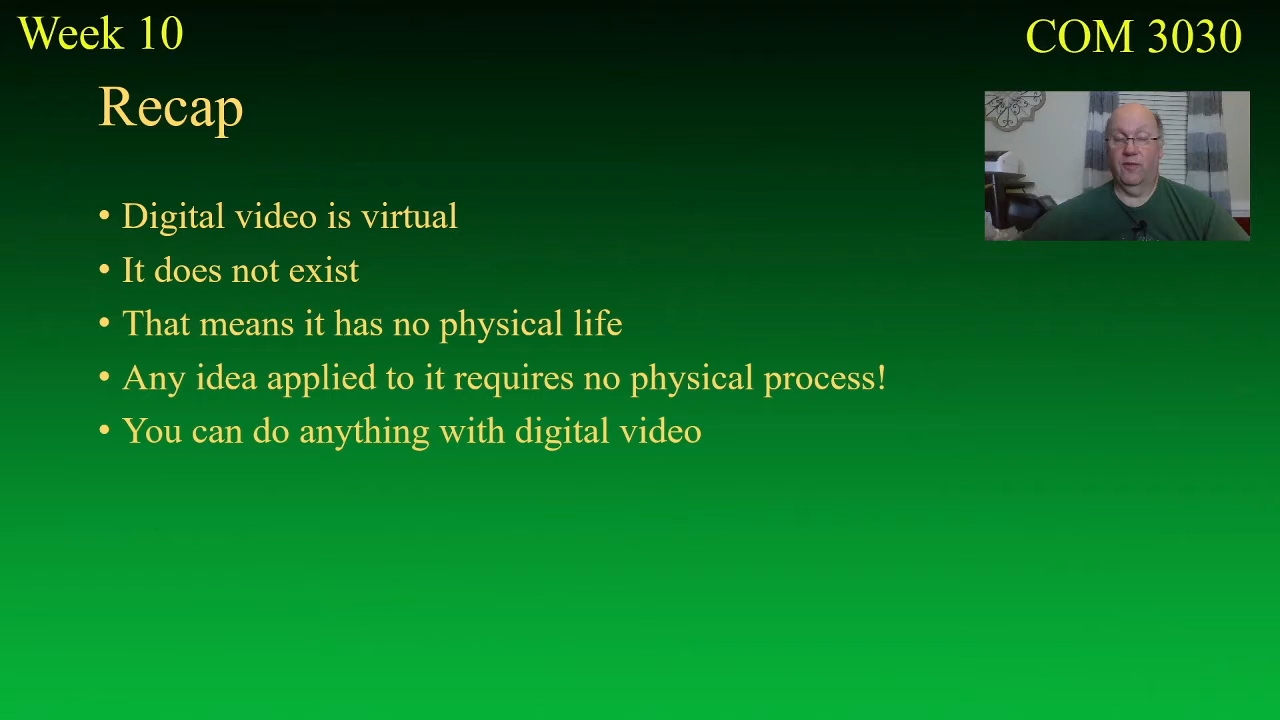 Week 10
COM 3030
Recap
• Digital video is virtual
• It does not exist
• That means it has no physical life
• Any idea applied to it requires no physical process!
• You can do anything with digital video